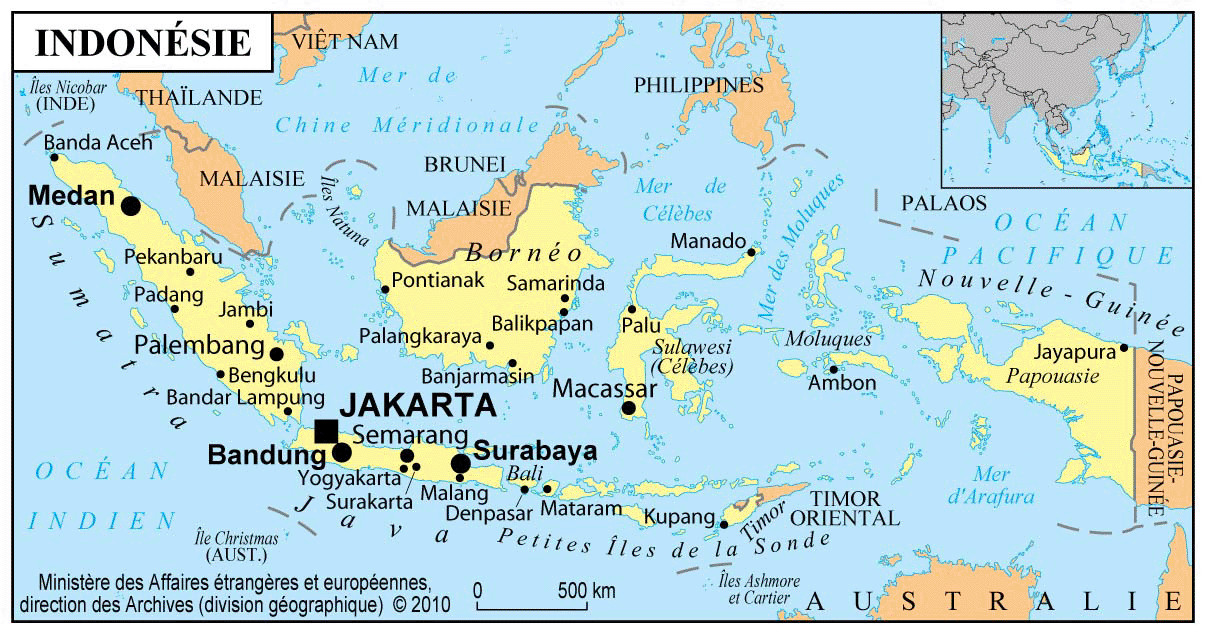 INDONÉSIE
VIÊT NAM
Mer de
Chine Méridionale
Îles Nicobar
(INDE)
THAÏLANDE
PHILIPPINES
Banda Aceh
BRUNEI
MALAISIE
MALAISIE
Medan
Îles Natuna
Mer de
Célèbes
Mer des Moluques
PALAOS
OCÉAN
PACIFIQUE
Sumatra
Bornéo
Manado
Pekanbaru
Pontianak
Samarinda
Nouvelle-Guinée
Padang
Jambi
Balikpapan
Palu
Palangkaraya
Sulawesi
(Célèbes)
Moluques
Jayapura
Palembang
Bengkulu
Banjarmasin
Macassar
Ambon
Papouasie
PAPOUASIE-
NOUVELLE-GUINÉE
Bandar Lampung
JAKARTA
Semarang
Bandung
Surabaya
OCÉAN
INDIEN
Yogyakarta
Surakarta
Malang
Bali
Denpasar
Mataram
Kupang
Timor
TIMOR
ORIENTAL
Mer
d'Arafura
Java
Petites Îles de la Sonde
Île Christmas
(AUST.)
Îles Ashmore
et Cartier
AUSTRALIE
Ministère des Affaires étrangères et européennes,
direction des Archives (division géographique) © 2010
0 500 km